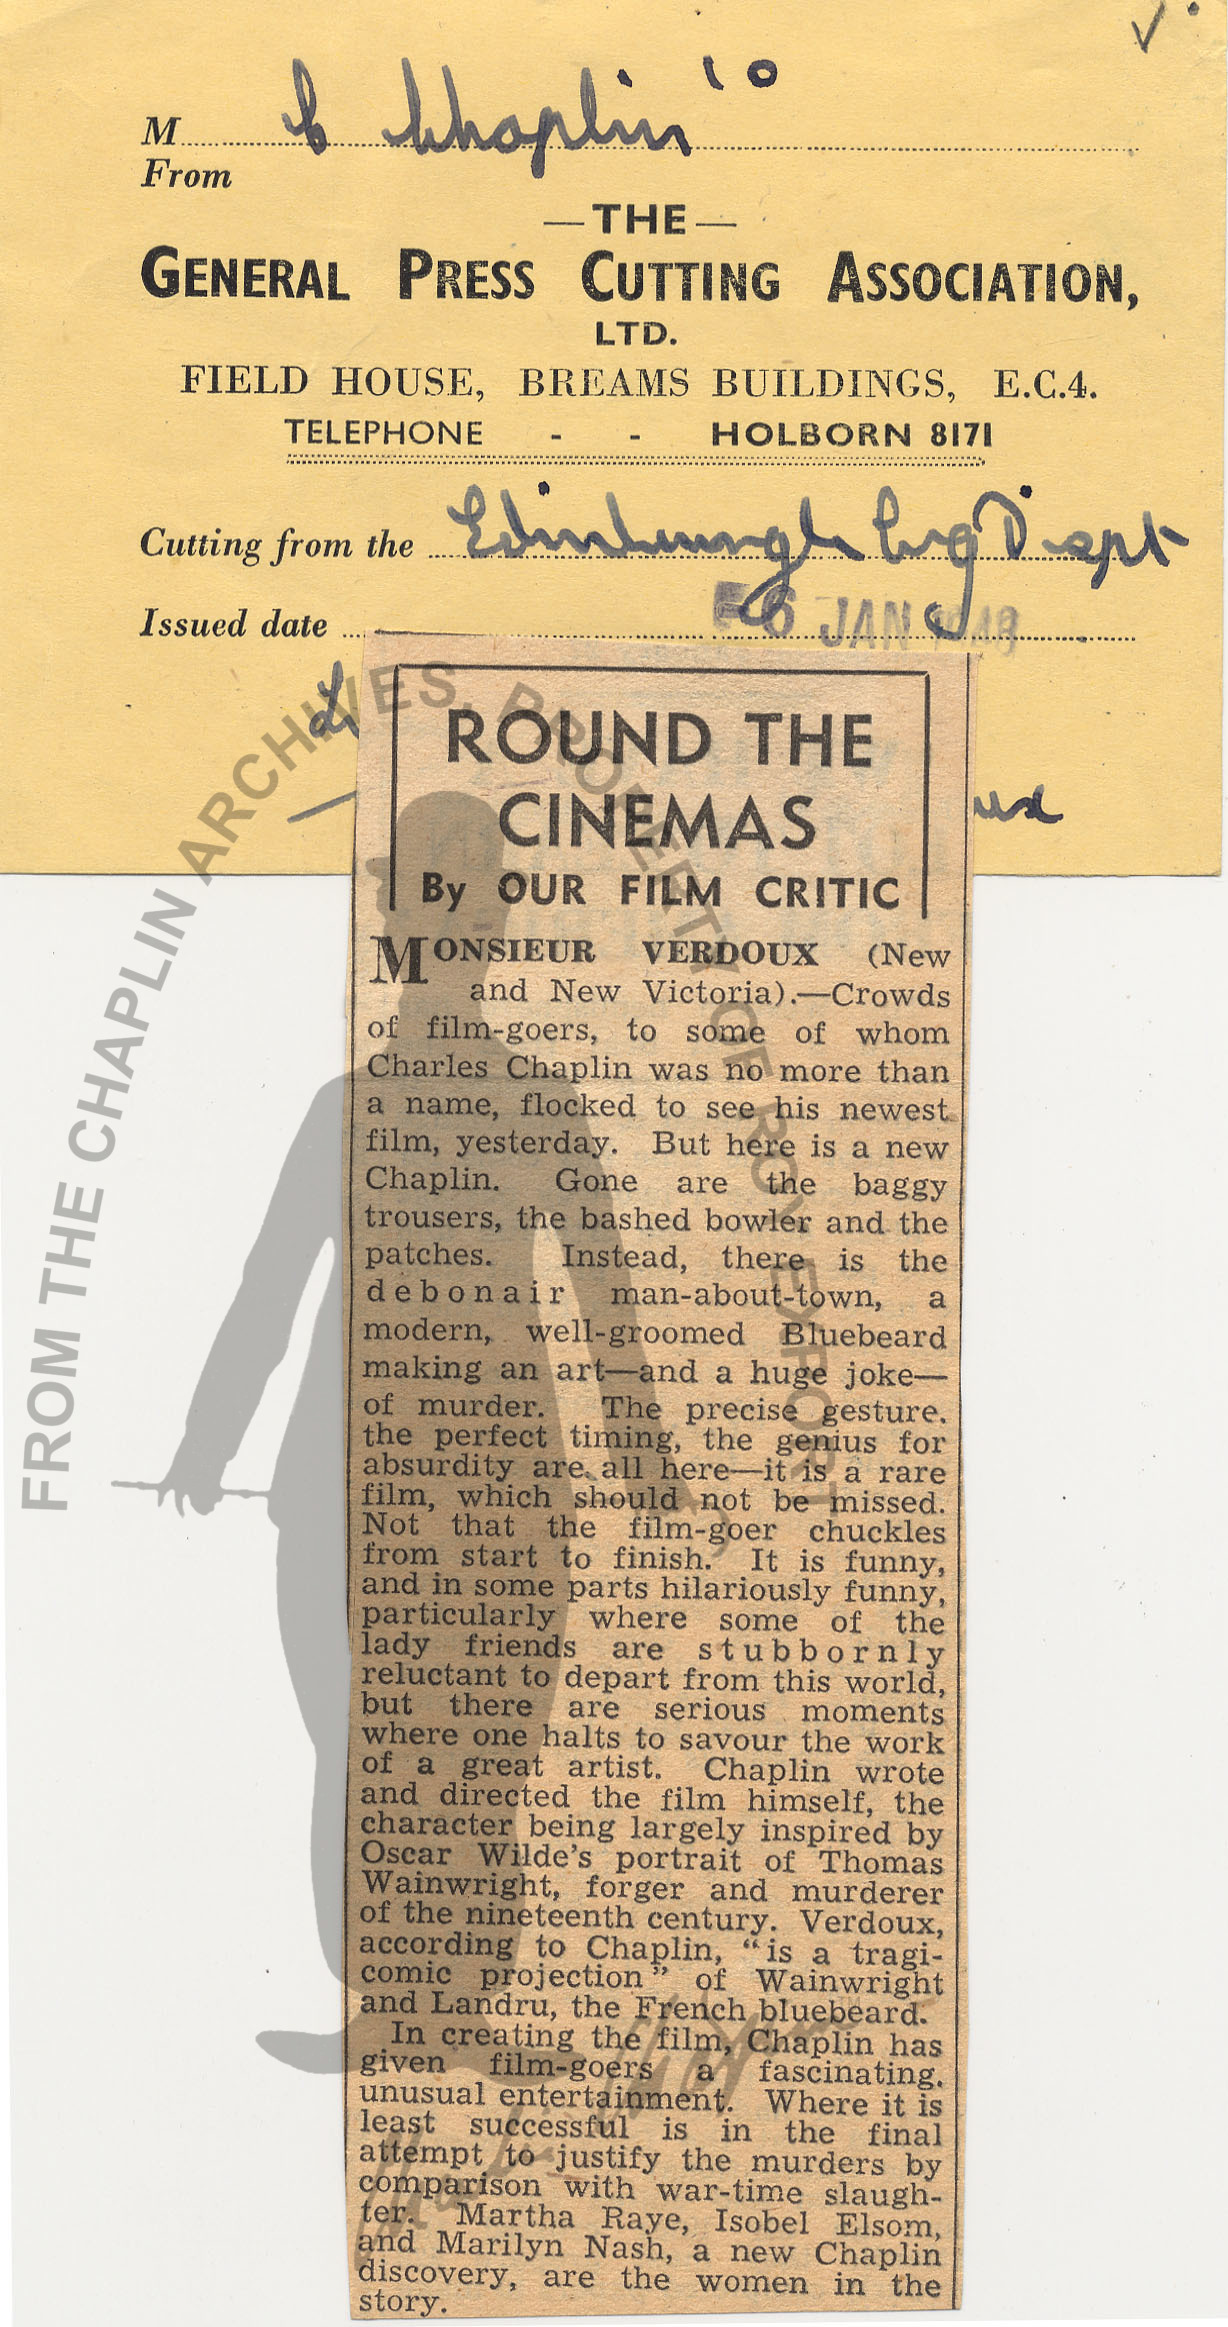 M C Chaplin 10
From
—THE—
GENERAL PRESS CUTTING ASSOCIATION,
LTD.
FIELD HOUSE, BREAMS BUILDINGS, E.C.4.
TELEPHONE - - HOLBORN 8171
Cutting from the Edinburgh Evg Dispt
Issued date 6 JAN 1948
ROUND THE
CINEMAS
By OUR FILM CRITIC
MONSIEUR VERDOUX (New
and New Victoria).—Crowds
of film-goers, to some of whom
Charles Chaplin was no more than
a name, flocked to see his newest
film, yesterday. But here is a new
Chaplin. Gone are the baggy
trousers, the bashed bowler and the
patches. Instead, there is the
debonair man-about-town, a
modern, well-groomed Bluebeard
making an art—and a huge joke—
of murder. The precise gesture.
the perfect timing, the genius for
absurdity are all here—it is a rare
film, which should not be missed.
Not that the film-goer chuckles
from start to finish. It is funny,
and in some parts hilariously funny,
particularly where some of the
lady friends are stubbornly
reluctant to depart from this world,
but there are serious moments
where one halts to savour the work
of a great artist. Chaplin wrote
and directed the film himself, the
character being largely inspired by
Oscar Wilde's portrait of Thomas
Wainwright, forger and murderer
of the nineteenth century. Verdoux,
according to Chaplin, "is a tragi-
comic projection" of Wainwright
and Landru, the French bluebeard.
In creating the film, Chaplin has
given film-goers a fascinating.
unusual entertainment. Where it is
least successful is in the final
attempt to justify the murders by
comparison with war-time slaugh-
ter. Martha Raye, Isobel Elsom,
and Marilyn Nash, a new Chaplin
discovery, are the women in the
story.
FROM THE CHAPLIN ARCHIVES, PROPERTY OF ROY EXPORT